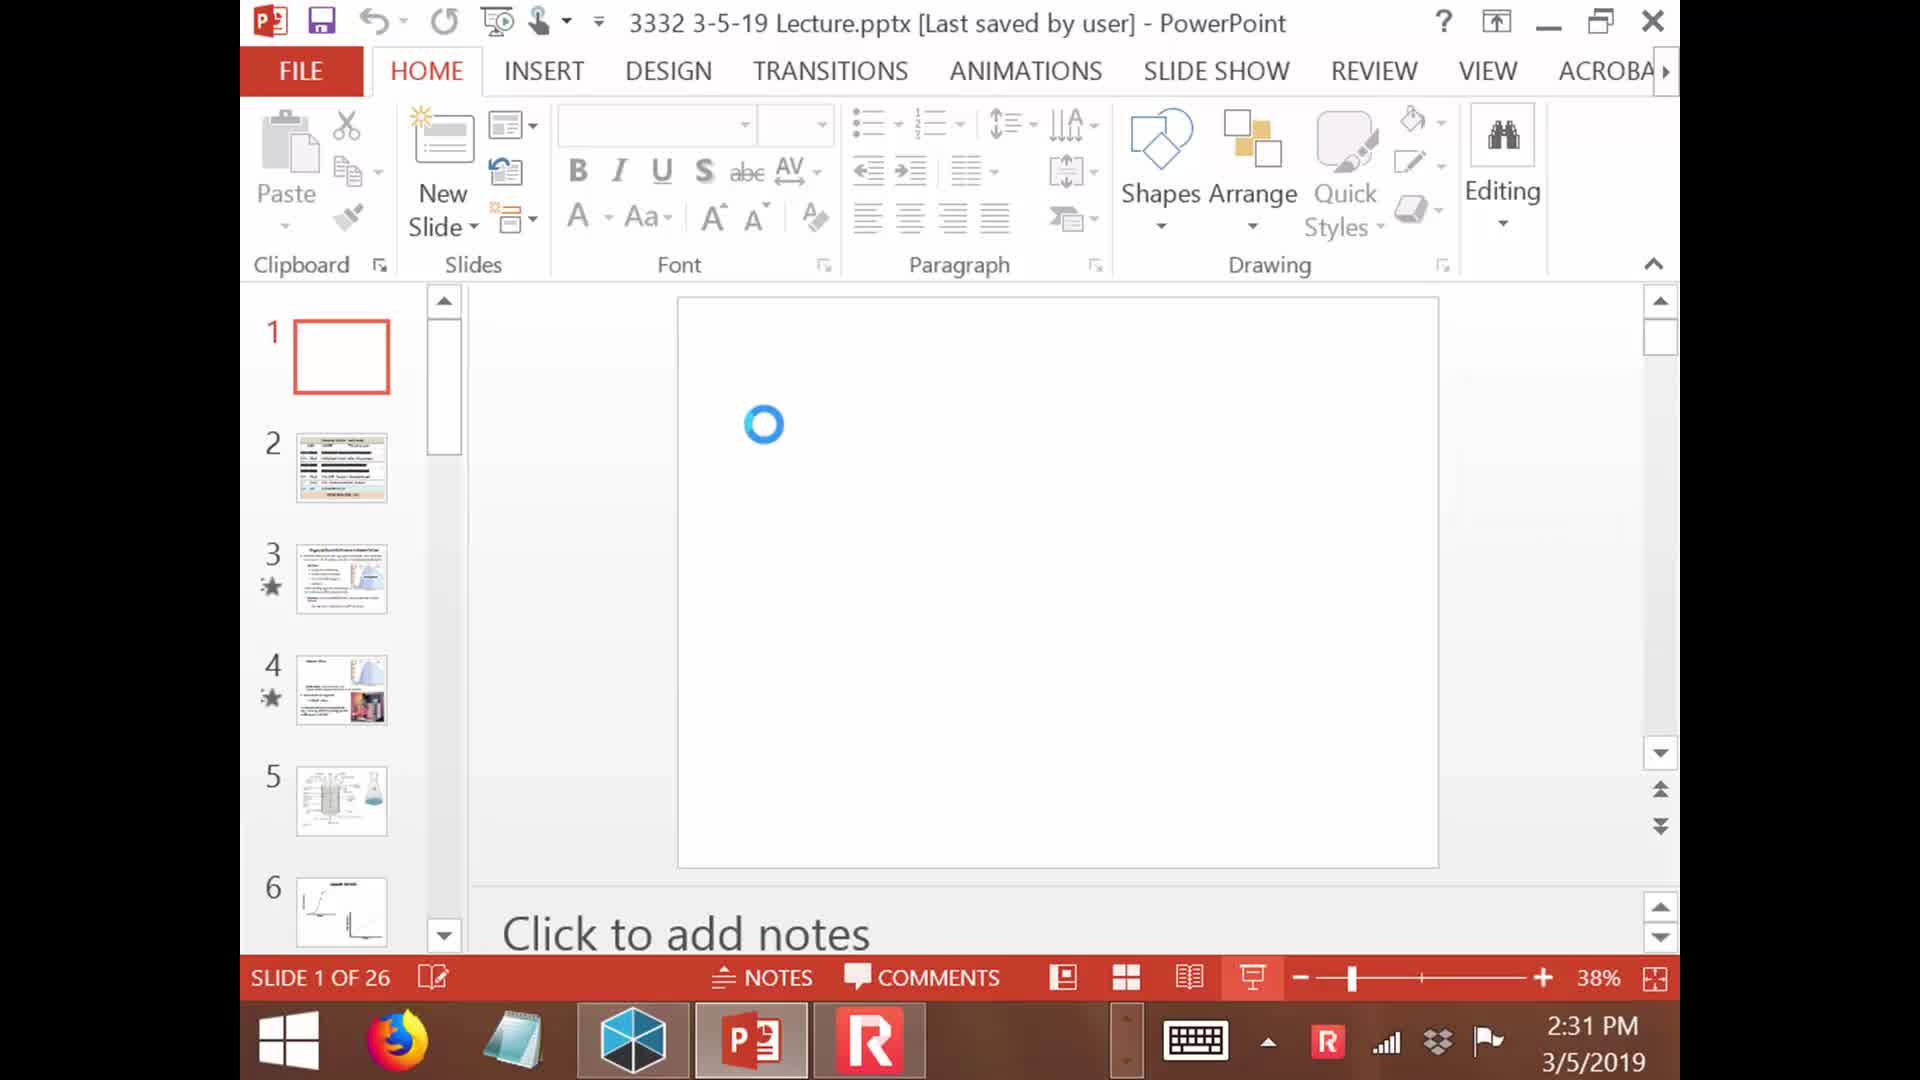 3332 3-5-19 Lecture.pptx [Last saved by user] - PowerPoint
?
FILE HOME INSERT DESIGN TRANSITIONS ANIMATIONS SLIDE SHOW REVIEW VIEW ACROBA
Paste
New
Slide
B I U S abc AV
A Aa A A
Shapes Arrange Quick
Styles
Editing
Clipboard Slides Font Paragraph Drawing
1
2
3
4
5
6
Click to add notes
SLIDE 1 OF 26 NOTES COMMENTS 38%
2:31 PM
3/5/2019